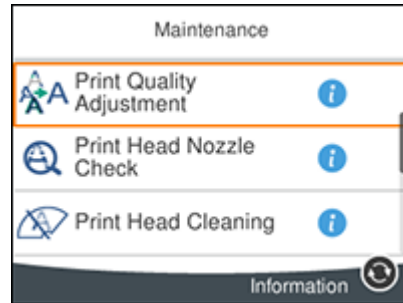 Maintenance
Print Quality
Adjustment
Print Head Nozzle
Check
Print Head Cleaning
Information